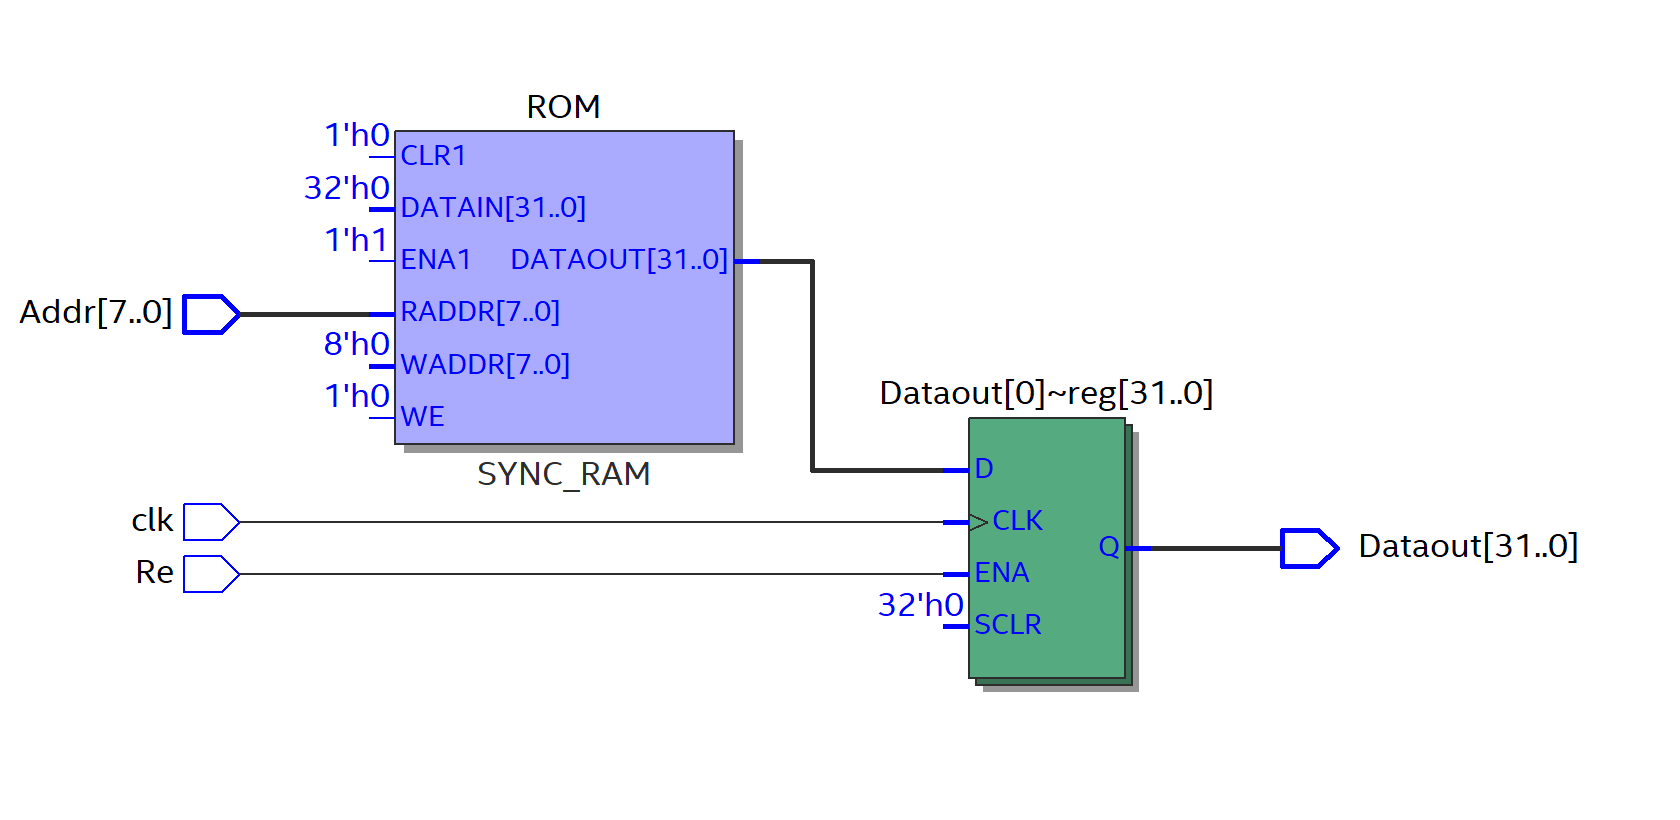 ROM
1'h0
CLR1
32'h0
DATAIN[31..0]
1'h1
ENA1 DATAOUT[31..0]
Addr[7..0]
RADDR[7..0]
8'h0
WADDR[7..0]
1'h0
WE
SYNC_RAM
Dataout[0]~reg[31..0]
D
clk
CLK
Q
Dataout[31..0]
Re
ENA
32'h0
SCLR